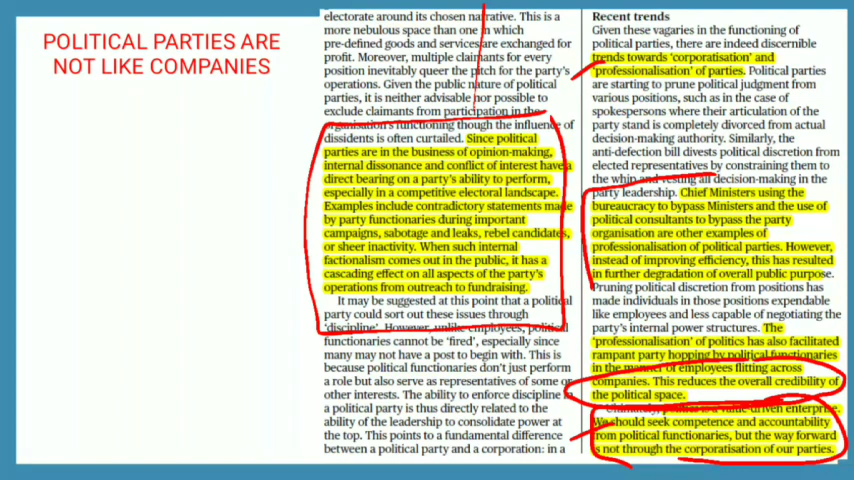 POLITICAL PARTIES ARE
NOT LIKE COMPANIES
electorate around its chosen narrative. This is a
more nebulous space than one in which
pre-defined goods and services are exchanged for
profit. Moreover, multiple claimants for every
position inevitably queer the pitch for the party's
operations. Given the public nature of political
parties, it is neither advisable nor possible to
exclude claimants from participation in the
organisation's functioning though the influence of
dissidents is often curtailed. Since political
parties are in the business of opinion-making,
internal dissonance and conflict of interest have a
direct bearing on a party's ability to perform,
especially in a competitive electoral landscape.
Examples include contradictory statements made
by party functionaries during important
campaigns, sabotage and leaks, rebel candidates,
or sheer inactivity. When such internal
factionalism comes out in the public, it has a
cascading effect on all aspects of the party's
operations from outreach to fundraising.
It may be suggested at this point that a political
party could sort out these issues through
'discipline'. However, unlike employees, political
functionaries cannot be 'fired', especially since
many may not have a post to begin with. This is
because political functionaries don't just perform
a role but also serve as representatives of some or
other interests. The ability to enforce discipline in
a political party is thus directly related to the
ability of the leadership to consolidate power at
the top. This points to a fundamental difference
between a political party and a corporation: in a
Recent trends
Given these vagaries in the functioning of
political parties, there are indeed discernible
trends towards 'corporatisation' and
'professionalisation' of parties. Political parties
are starting to prune political judgment from
various positions, such as in the case of
spokespersons where their articulation of the
party stand is completely divorced from actual
decision-making authority. Similarly, the
anti-defection bill divests political discretion from
elected representatives by constraining them to
the whip and vesting all decision-making in the
party leadership. Chief Ministers using the
bureaucracy to bypass Ministers and the use of
political consultants to bypass the party
organisation are other examples of
professionalisation of political parties. However,
instead of improving efficiency, this has resulted
in further degradation of overall public purpose.
Pruning political discretion from positions has
made individuals in those positions expendable
like employees and less capable of negotiating the
party's internal power structures. The
'professionalisation' of politics has also facilitated
rampant party hopping by political functionaries
in the manner of employees flitting across
companies. This reduces the overall credibility of
the political space.
Ultimately, politics is a value-driven enterprise.
We should seek competence and accountability
from political functionaries, but the way forward
is not through the corporatisation of our parties.